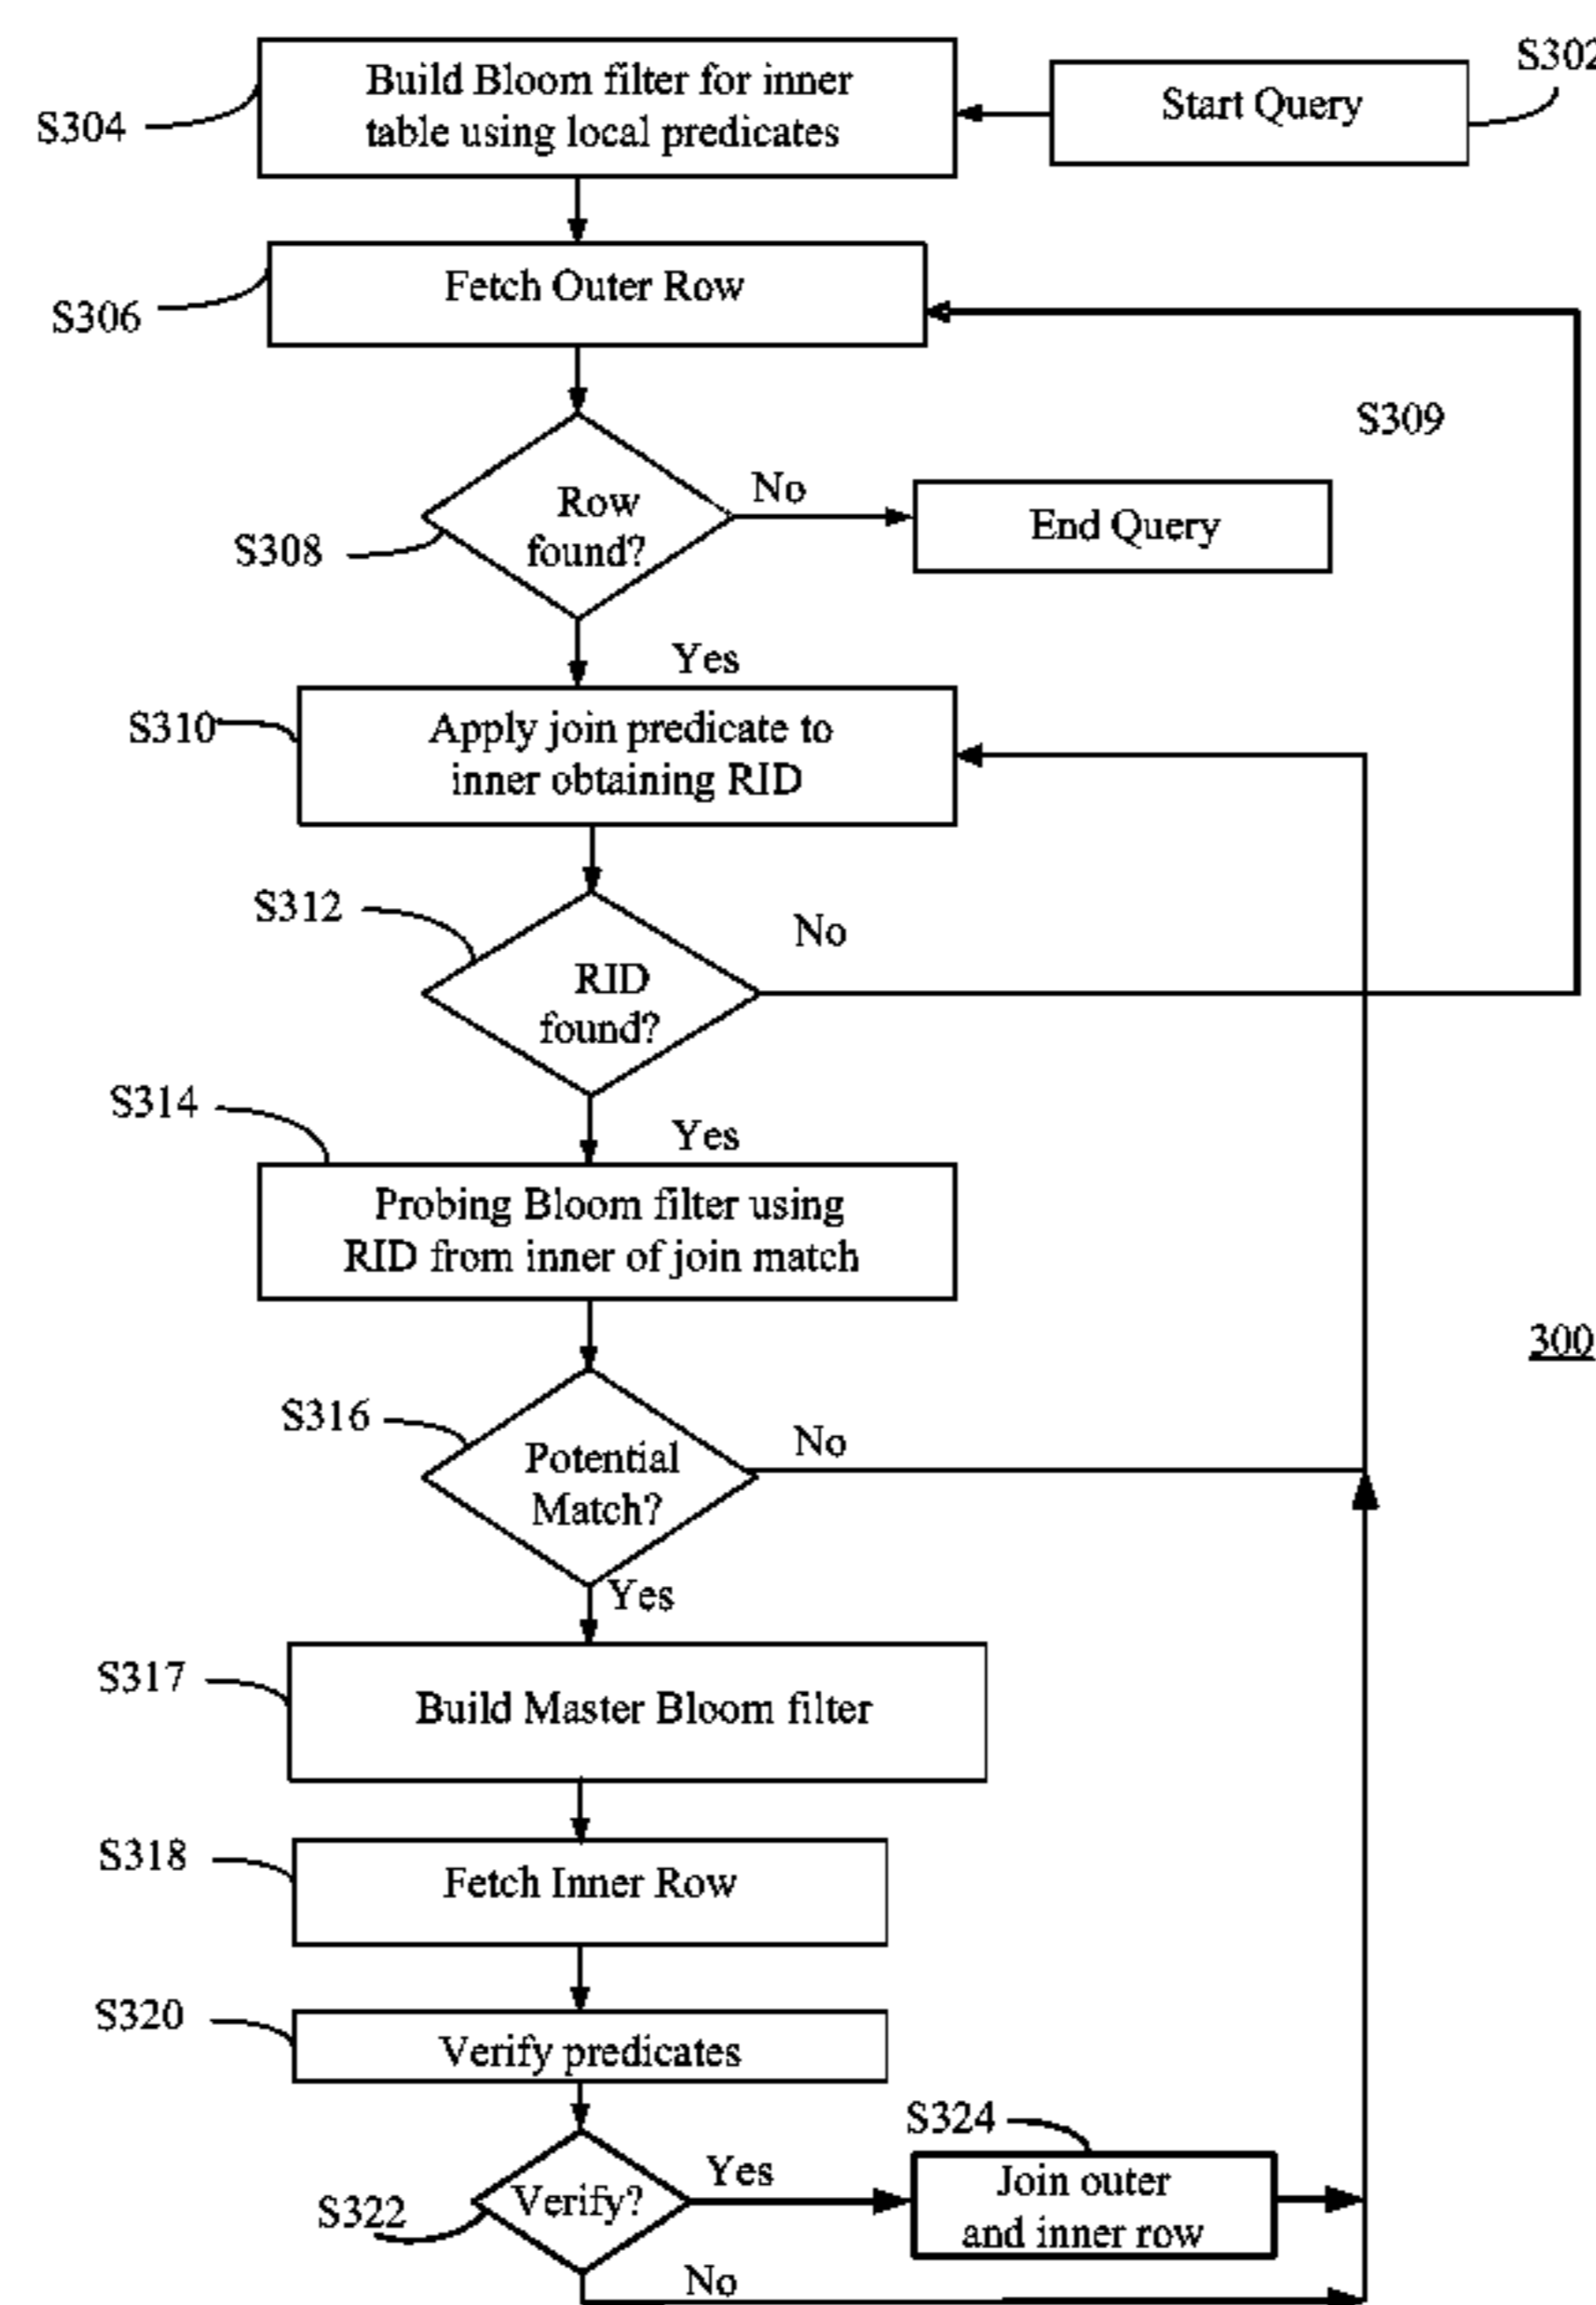 S302
Start Query
S304
Build Bloom filter for inner
table using local predicates
S306
Fetch Outer Row
S308
Row
found?
No
S309
End Query
Yes
S310
Apply join predicate to
inner obtaining RID
S312
RID
found?
No
Yes
S314
Probing Bloom filter using
RID from inner of join match
300
S316
Potential
Match?
No
Yes
S317
Build Master Bloom filter
S318
Fetch Inner Row
S320
Verify predicates
S322
Verify?
Yes
S324
Join outer
and inner row
No